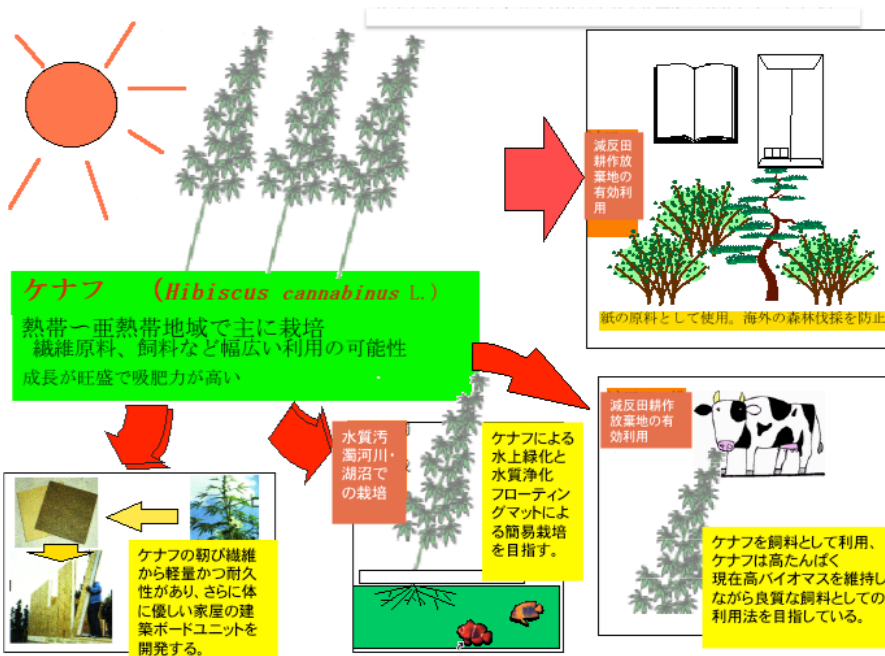 減反田
耕作放
棄地の
有効利
用
紙の原料として使用。海外の森林伐採を防止
ケナフ （Hibiscus cannabinus L.）
熱帯～亜熱帯地域で主に栽培
繊維原料、飼料など幅広い利用の可能性
成長が旺盛で吸肥力が高い
水質汚
濁河川・
湖沼で
の栽培
ケナフによる
水上緑化と
水質浄化
フローティン
グマットによ
る簡易栽培
を目指す。
減反田耕作
放棄地の有
効利用
ケナフの靭び繊維
から軽量かつ耐久
性があり、さらに体
に優しい家屋の建
築ボードユニットを
開発する。
ケナフを飼料として利用、
ケナフは高たんぱく
現在高バイオマスを維持し
ながら良質な飼料としての
利用法を目指している。